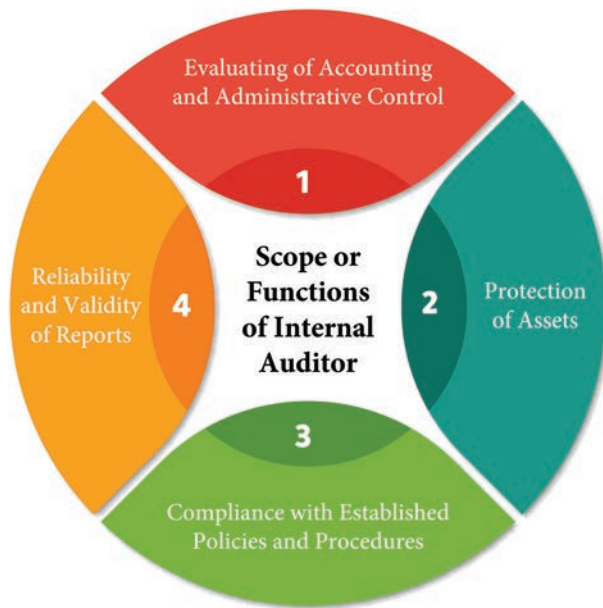 Evaluating of Accounting
and Administrative Control
1
Scope or
Functions
of Internal
Auditor
2
Protection
of Assets
3
Compliance with Established
Policies and Procedures
4
Reliability
and Validity
of Reports